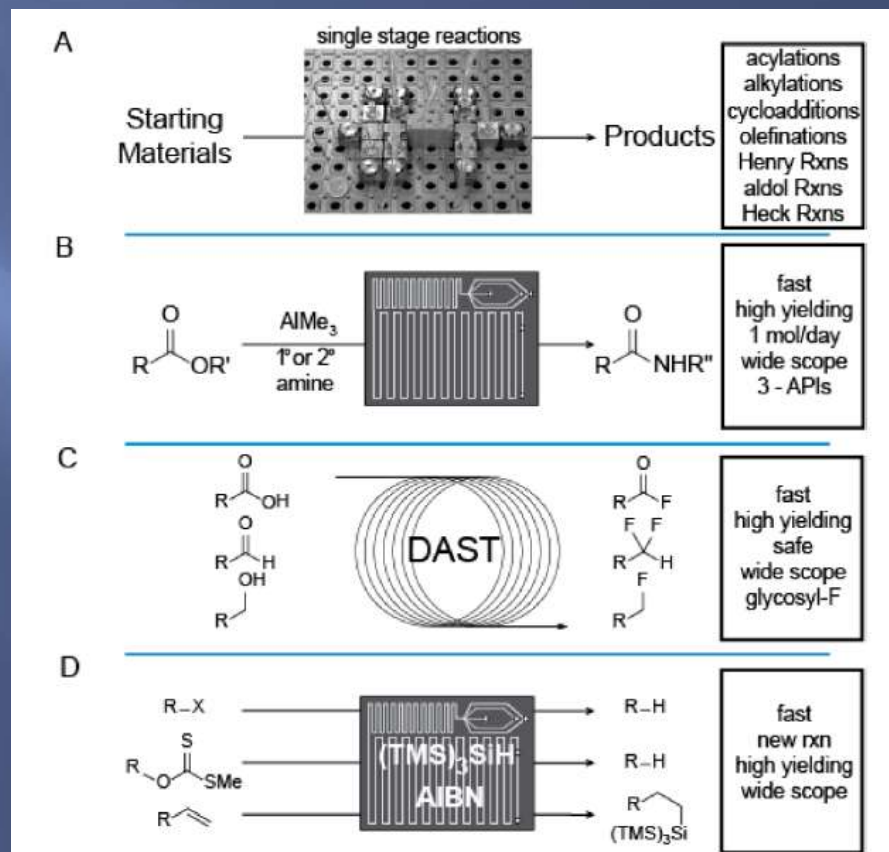 A
single stage reactions
Starting
Materials
Products
acylations
alkylations
cycloadditions
olefinations
Henry Rxns
aldol Rxns
Heck Rxns
B
O
R
OR'
AlMe3
1° or 2°
amine
O
R
NHR"
fast
high yielding
1 mol/day
wide scope
3 - APIs
C
O
R
OH
O
R
H
OH
R
DAST
O
R
F
F
F
R
H
F
R
fast
high yielding
safe
wide scope
glycosyl-F
D
R–X
R–H
S
R
O
SMe
R–H
R
(TMS)3SiH
AIBN
R
(TMS)3Si
fast
new rxn
high yielding
wide scope